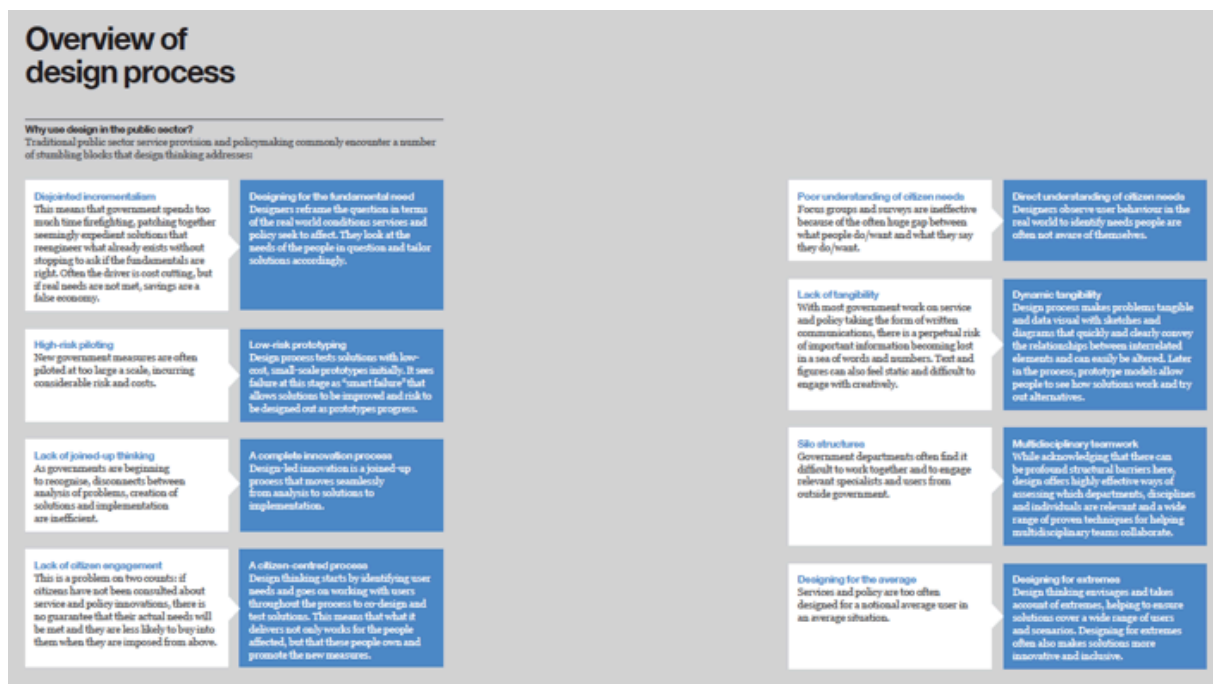 Overview of
design process
Why use design in the public sector?
Traditional public sector service provision and policymaking commonly encounter a number
of stumbling blocks that design thinking addresses:
Disjointed incrementalism
This means that government spends too
much time firefighting, patching together
seemingly expedient solutions that
reengineer what already exists without
stopping to ask if the fundamentals are
right. Often the driver is cost cutting, but
if real needs are not met, savings are a
false economy.
Designing for the fundamental need
Designers reframe the question in terms
of the real world conditions services and
policy seek to affect. They look at the
needs of the people in question and tailor
solutions accordingly.
High-risk piloting
New government measures are often
piloted at too large a scale, incurring
considerable risk and costs.
Low-risk prototyping
Design process tests solutions with low-
cost, small-scale prototypes initially. It sees
failure at this stage as “smart failure” that
allows solutions to be improved and risk to
be designed out as prototypes progress.
Lack of joined-up thinking
As governments are beginning
to recognise, disconnects between
analysis of problems, creation of
solutions and implementation
are inefficient.
A complete innovation process
Design-led innovation is a joined-up
process that moves seamlessly
from analysis to solutions to
implementation.
Lack of citizen engagement
This is a problem on two counts: if
citizens have not been consulted about
service and policy innovations, there is
no guarantee that their actual needs will
be met and they are less likely to buy into
them when they are imposed from above.
A citizen-centred process
Design thinking starts by identifying user
needs and goes on working with users
throughout the process to co-design and
test solutions. This means that what it
delivers not only works for the people
affected, but that these people own and
promote the new measures.
Poor understanding of citizen needs
Focus groups and surveys are ineffective
because of the often huge gap between
what people do/want and what they say
they do/want.
Direct understanding of citizen needs
Designers observe user behaviour in the
real world to identify needs people are
often not aware of themselves.
Lack of tangibility
With most government work on service
and policy taking the form of written
communications, there is a perpetual risk
of important information becoming lost
in a sea of words and numbers. Text and
figures can also feel static and difficult to
engage with creatively.
Dynamic tangibility
Design process makes problems tangible
and data visual with sketches and
diagrams that quickly and clearly convey
the relationships between interrelated
elements and can easily be altered. Later
in the process, prototype models allow
people to see how solutions work and try
out alternatives.
Silo structures
Government departments often find it
difficult to work together and to engage
relevant specialists and users from
outside government.
Multidisciplinary teamwork
While acknowledging that there can
be profound structural barriers here,
design offers highly effective ways of
assessing which departments, disciplines
and individuals are relevant and a wide
range of proven techniques for helping
multidisciplinary teams collaborate.
Designing for the average
Services and policy are too often
designed for a notional average user in
an average situation.
Designing for extremes
Design thinking envisages and takes
account of extremes, helping to ensure
solutions cover a wide range of users
and scenarios. Designing for extremes
often also makes solutions more
innovative and inclusive.